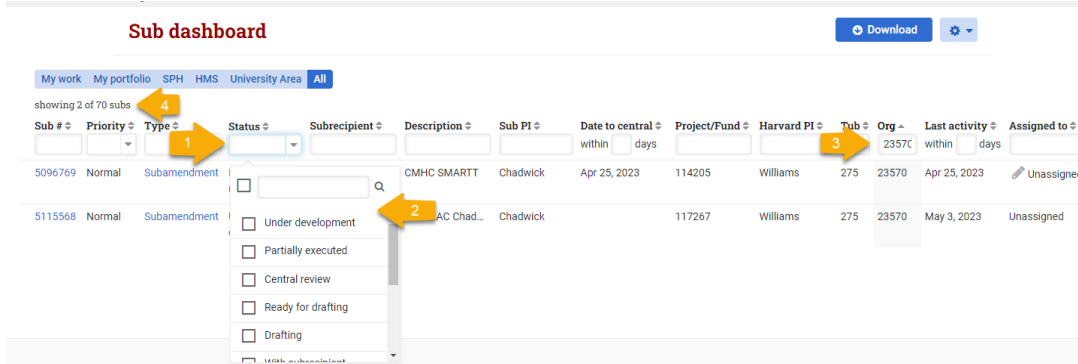 Sub dashboard
Download
My work My portfolio SPH HMS University Area All
showing 2 of 70 subs 4
Sub # Priority Type Status Subrecipient Description Sub PI Date to central Project/Fund Harvard PI Tub Org Last activity Assigned to
1 within days 3 23570 within days
5096769 Normal Subamendment CMHC SMARTT Chadwick Apr 25, 2023 114205 Williams 275 23570 Apr 25, 2023 Unassigned
5115568 Normal Subamendment 2 AC Chad... Chadwick 117267 Williams 275 23570 May 3, 2023 Unassigned
Under development
Partially executed
Central review
Ready for drafting
Drafting
With subrecipient